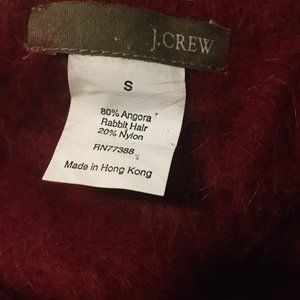 J.CREW
S
80% Angora
Rabbit Hair
20% Nylon
RN77388
Made in Hong Kong